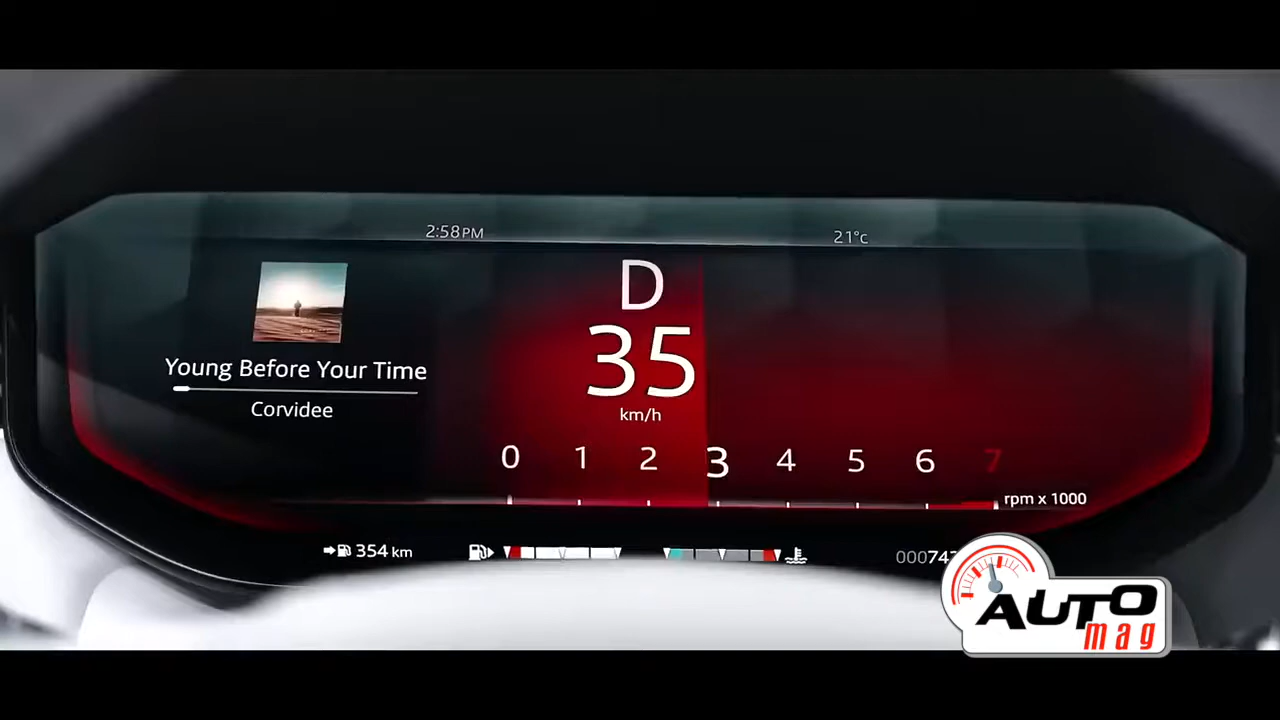 2:58PM
21°c
D
35
km/h
Young Before Your Time
Corvidee
0 1 2 3 4 5 6 7
rpm x 1000
354 km
AUTO
mag